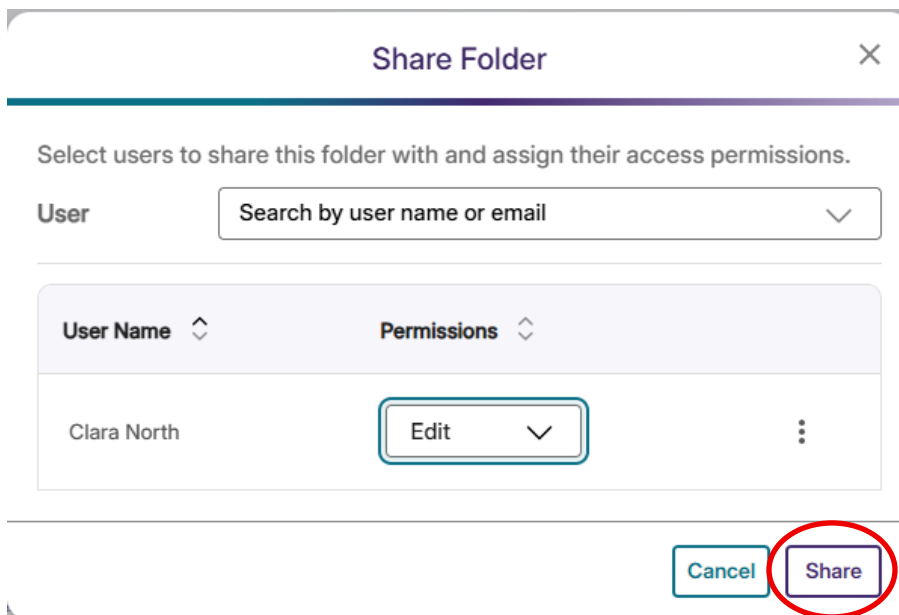 Share Folder
Select users to share this folder with and assign their access permissions.
User Search by user name or email
User Name Permissions
Clara North Edit
Cancel Share